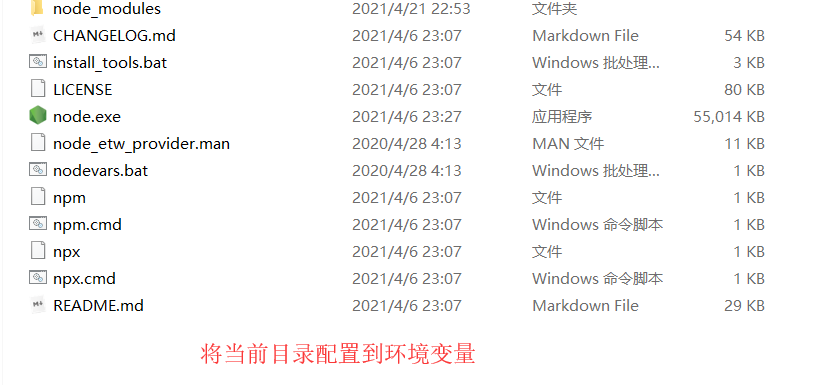 node_modules 2021/4/21 22:53 文件夹
CHANGELOG.md 2021/4/6 23:07 Markdown File 54 KB
install_tools.bat 2021/4/6 23:07 Windows 批处理... 3 KB
LICENSE 2021/4/6 23:07 文件 80 KB
node.exe 2021/4/6 23:27 应用程序 55,014 KB
node_etw_provider.man 2020/4/28 4:13 MAN 文件 11 KB
nodevars.bat 2020/4/28 4:13 Windows 批处理... 1 KB
npm 2021/4/6 23:07 文件 1 KB
npm.cmd 2021/4/6 23:07 Windows 命令脚本 1 KB
npx 2021/4/6 23:07 文件 1 KB
npx.cmd 2021/4/6 23:07 Windows 命令脚本 1 KB
README.md 2021/4/6 23:07 Markdown File 29 KB
将当前目录配置到环境变量